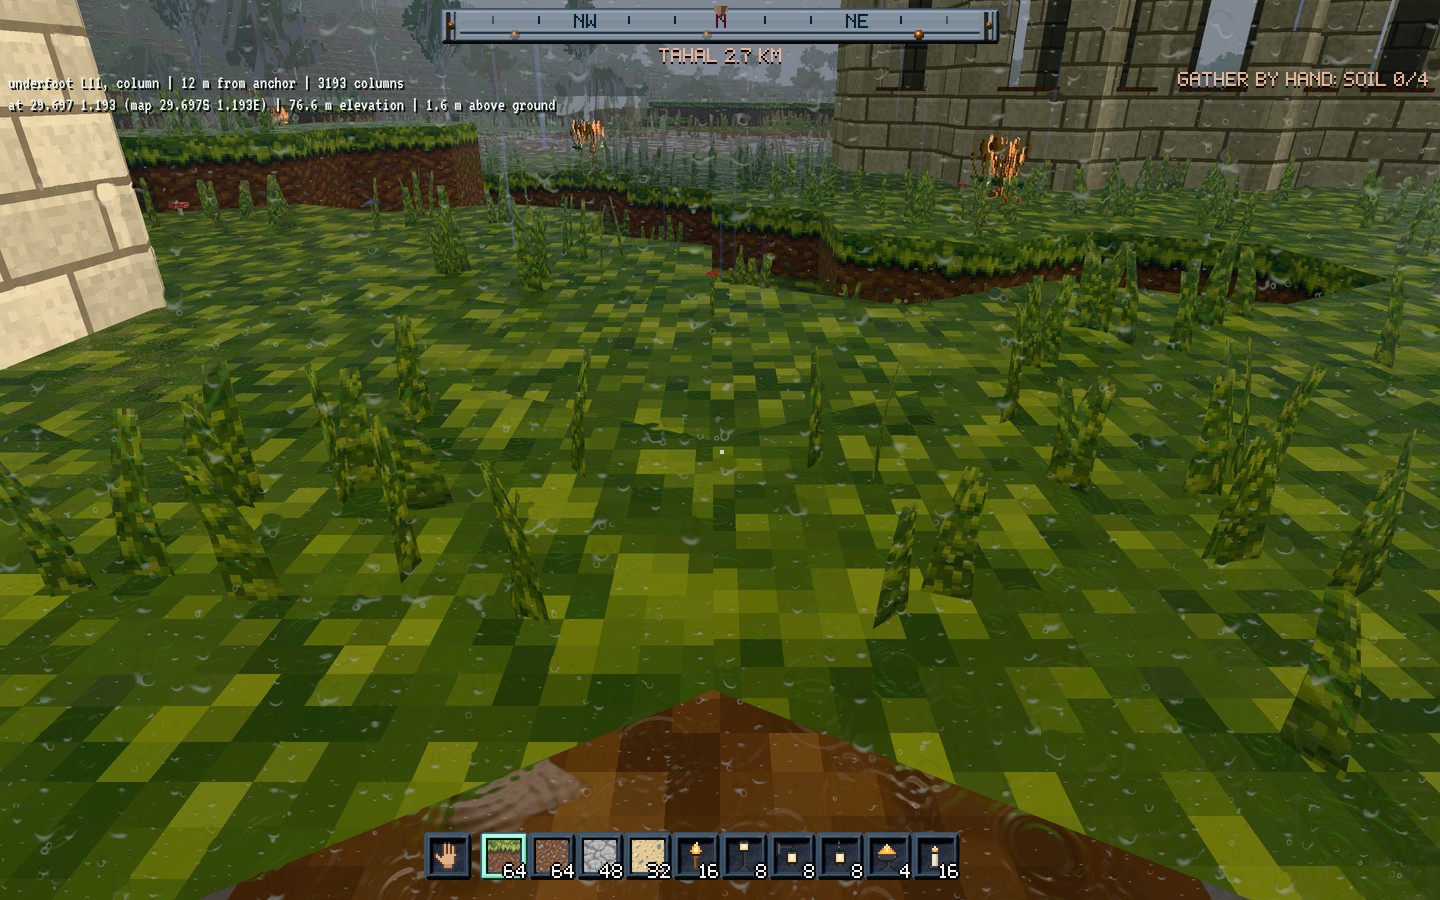 NW N NE
TAHAL 2.7 KM
underfoot L11, column | 12 m from anchor | 3193 columns
GATHER BY HAND: SOIL 0/4
at 29.697 1.193 (map 29.697S 1.193E) | 76.6 m elevation | 1.6 m above ground
64 64 48 32 16 8 8 8 4 16